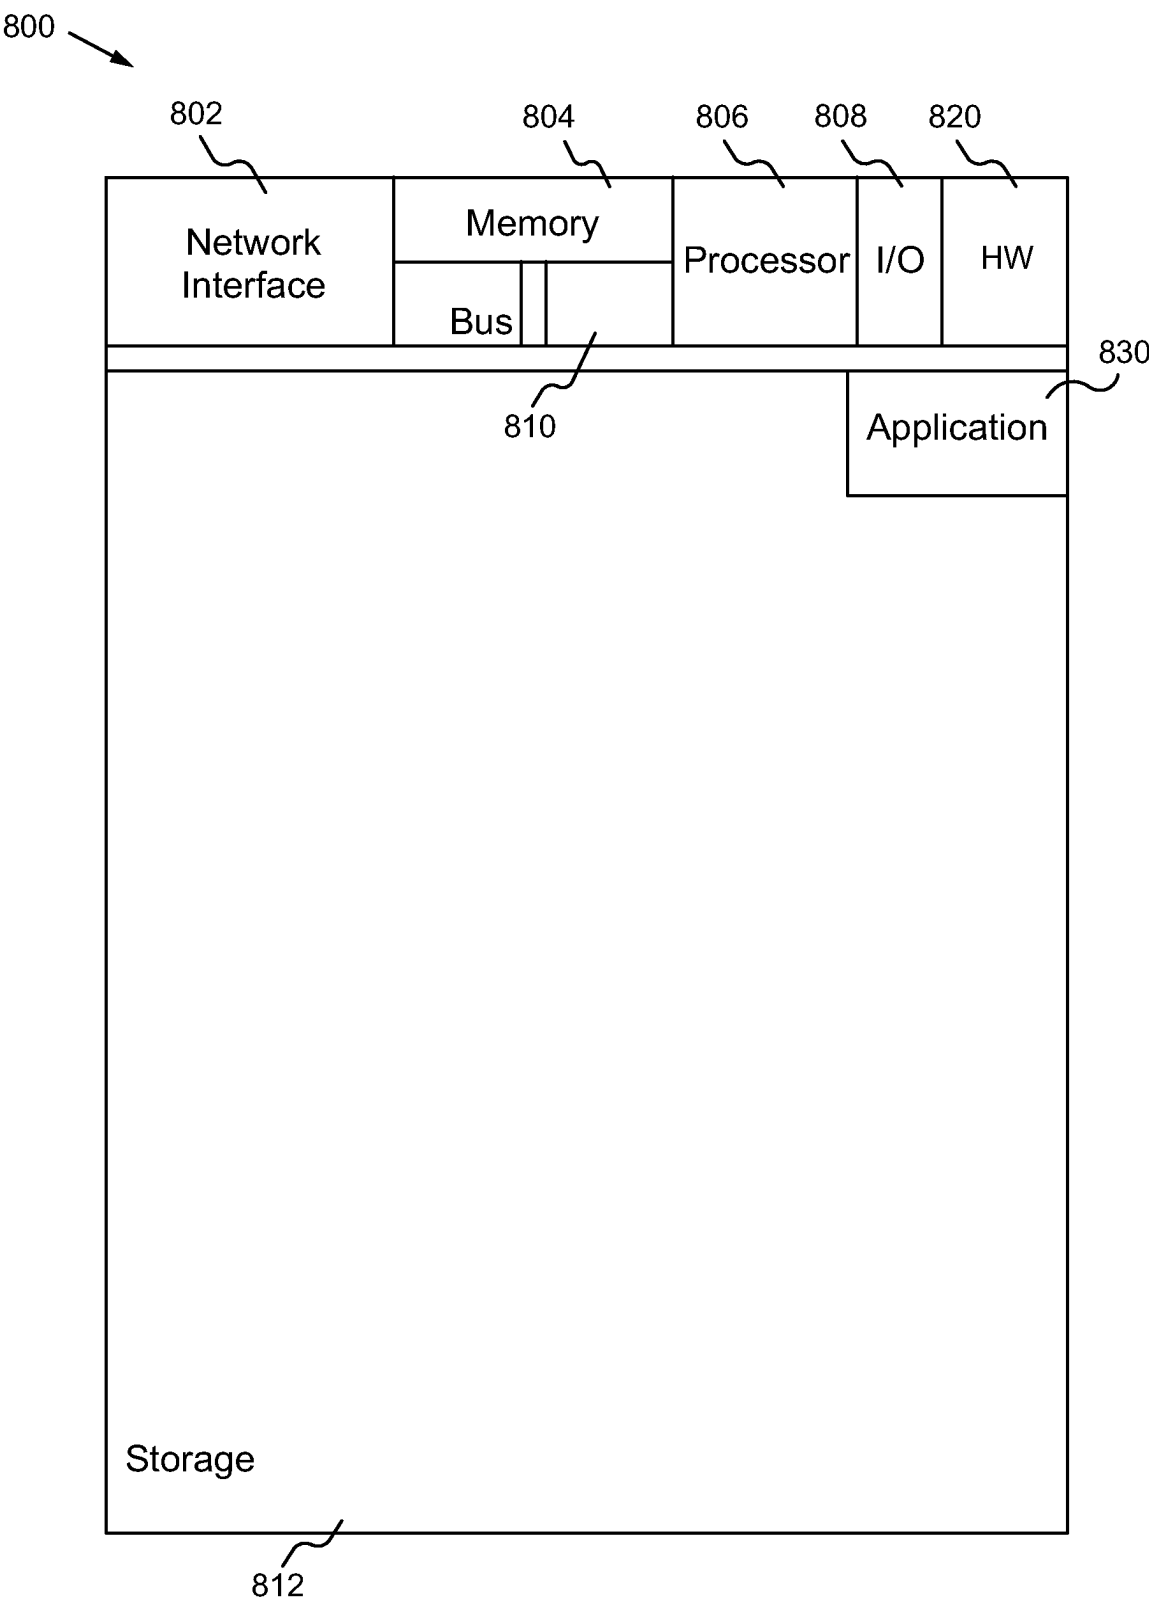 800
802
804
806
808
820
Network
Interface
Memory
Processor
I/O
HW
Bus
830
810
Application
Storage
812